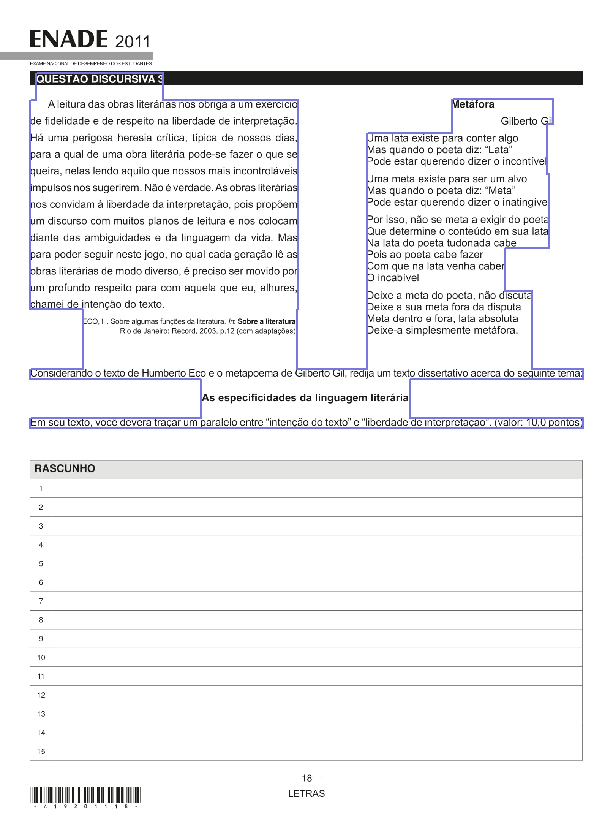 ENADE 2011
EXAME NACIONAL DE DESEMPENHO DOS ESTUDANTES
QUESTÃO DISCURSIVA 3
A leitura das obras literárias nos obriga a um exercício
de fidelidade e de respeito na liberdade de interpretação.
Há uma perigosa heresia crítica, típica de nossos dias,
para a qual de uma obra literária pode-se fazer o que se
queira, nelas lendo aquilo que nossos mais incontroláveis
impulsos nos sugerirem. Não é verdade. As obras literárias
nos convidam à liberdade da interpretação, pois propõem
um discurso com muitos planos de leitura e nos colocam
diante das ambiguidades e da linguagem da vida. Mas
para poder seguir neste jogo, no qual cada geração lê as
obras literárias de modo diverso, é preciso ser movido por
um profundo respeito para com aquela que eu, alhures,
chamei de intenção do texto.
ECO, H. Sobre algumas funções da literatura. In: Sobre a literatura
Rio de Janeiro: Record, 2003, p.12 (com adaptações)
Metáfora
Gilberto Gil
Uma lata existe para conter algo
Mas quando o poeta diz: “Lata”
Pode estar querendo dizer o incontível
Uma meta existe para ser um alvo
Mas quando o poeta diz: “Meta”
Pode estar querendo dizer o inatingível
Por isso, não se meta a exigir do poeta
Que determine o conteúdo em sua lata
Na lata do poeta tudonada cabe
Pois ao poeta cabe fazer
Com que na lata venha caber
O incabível
Deixe a meta do poeta, não discuta
Deixe a sua meta fora da disputa
Meta dentro e fora, lata absoluta
Deixe-a simplesmente metáfora.
Considerando o texto de Humberto Eco e o metapoema de Gilberto Gil, redija um texto dissertativo acerca do seguinte tema:
As especificidades da linguagem literária
Em seu texto, você deverá traçar um paralelo entre “intenção do texto” e “liberdade de interpretação”. (valor: 10,0 pontos)
RASCUNHO
1
2
3
4
5
6
7
8
9
10
11
12
13
14
15
18
LETRAS